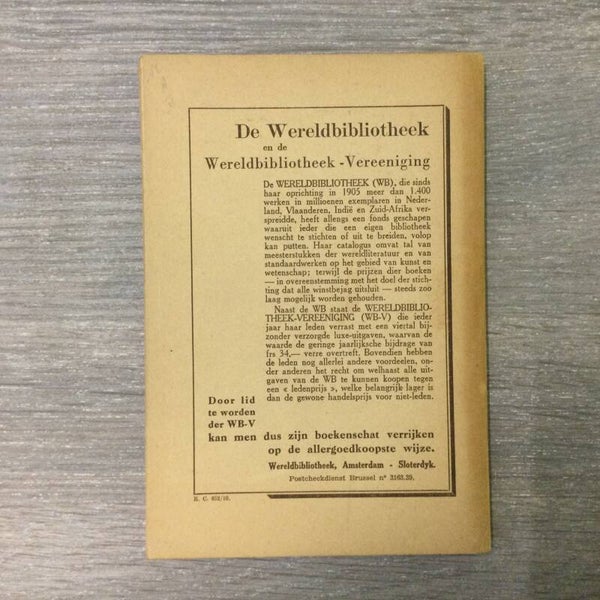 De Wereldbibliotheek
en de
Wereldbibliotheek - Vereeniging
De WERELDBIBLIOTHEEK (WB), die sinds
haar oprichting in 1905 meer dan 1.400
werken in millioenen exemplaren in Neder-
land, Vlaanderen, Indië en Zuid-Afrika ver-
spreidde, heeft allengs een fonds geschapen
waaruit ieder die een eigen bibliotheek
wenscht te stichten of uit te breiden, volop
kan putten. Haar catalogus omvat tal van
meesterstukken der wereldliteratuur en van
standaardwerken op het gebied van kunst en
wetenschap; terwijl de prijzen dier boeken
— in overeenstemming met het doel der stich-
ting dat alle winstbejag uitsluit — steeds zoo
laag mogelijk worden gehouden.
Naast de WB staat de WERELDBIBLIO-
THEEK-VEREENIGING (WB-V) die ieder
jaar haar leden verrast met een viertal bij-
zonder verzorgde luxe-uitgaven, waarvan de
waarde de geringe jaarlijksche bijdrage van
frs 34,— verre overtreft. Bovendien hebben
de leden nog allerlei andere voordeelen, on-
der anderen het recht om welhaast alle uit-
gaven van de WB te kunnen koopen tegen
een « ledenprijs », welke belangrijk lager is
dan de gewone handelsprijs voor niet-leden.
Door lid
te worden
der WB-V
kan men dus zijn boekenschat verrijken
op de allergoedkoopste wijze.
Wereldbibliotheek, Amsterdam - Sloterdyk.
Postcheckdienst Brussel n° 3163.39.